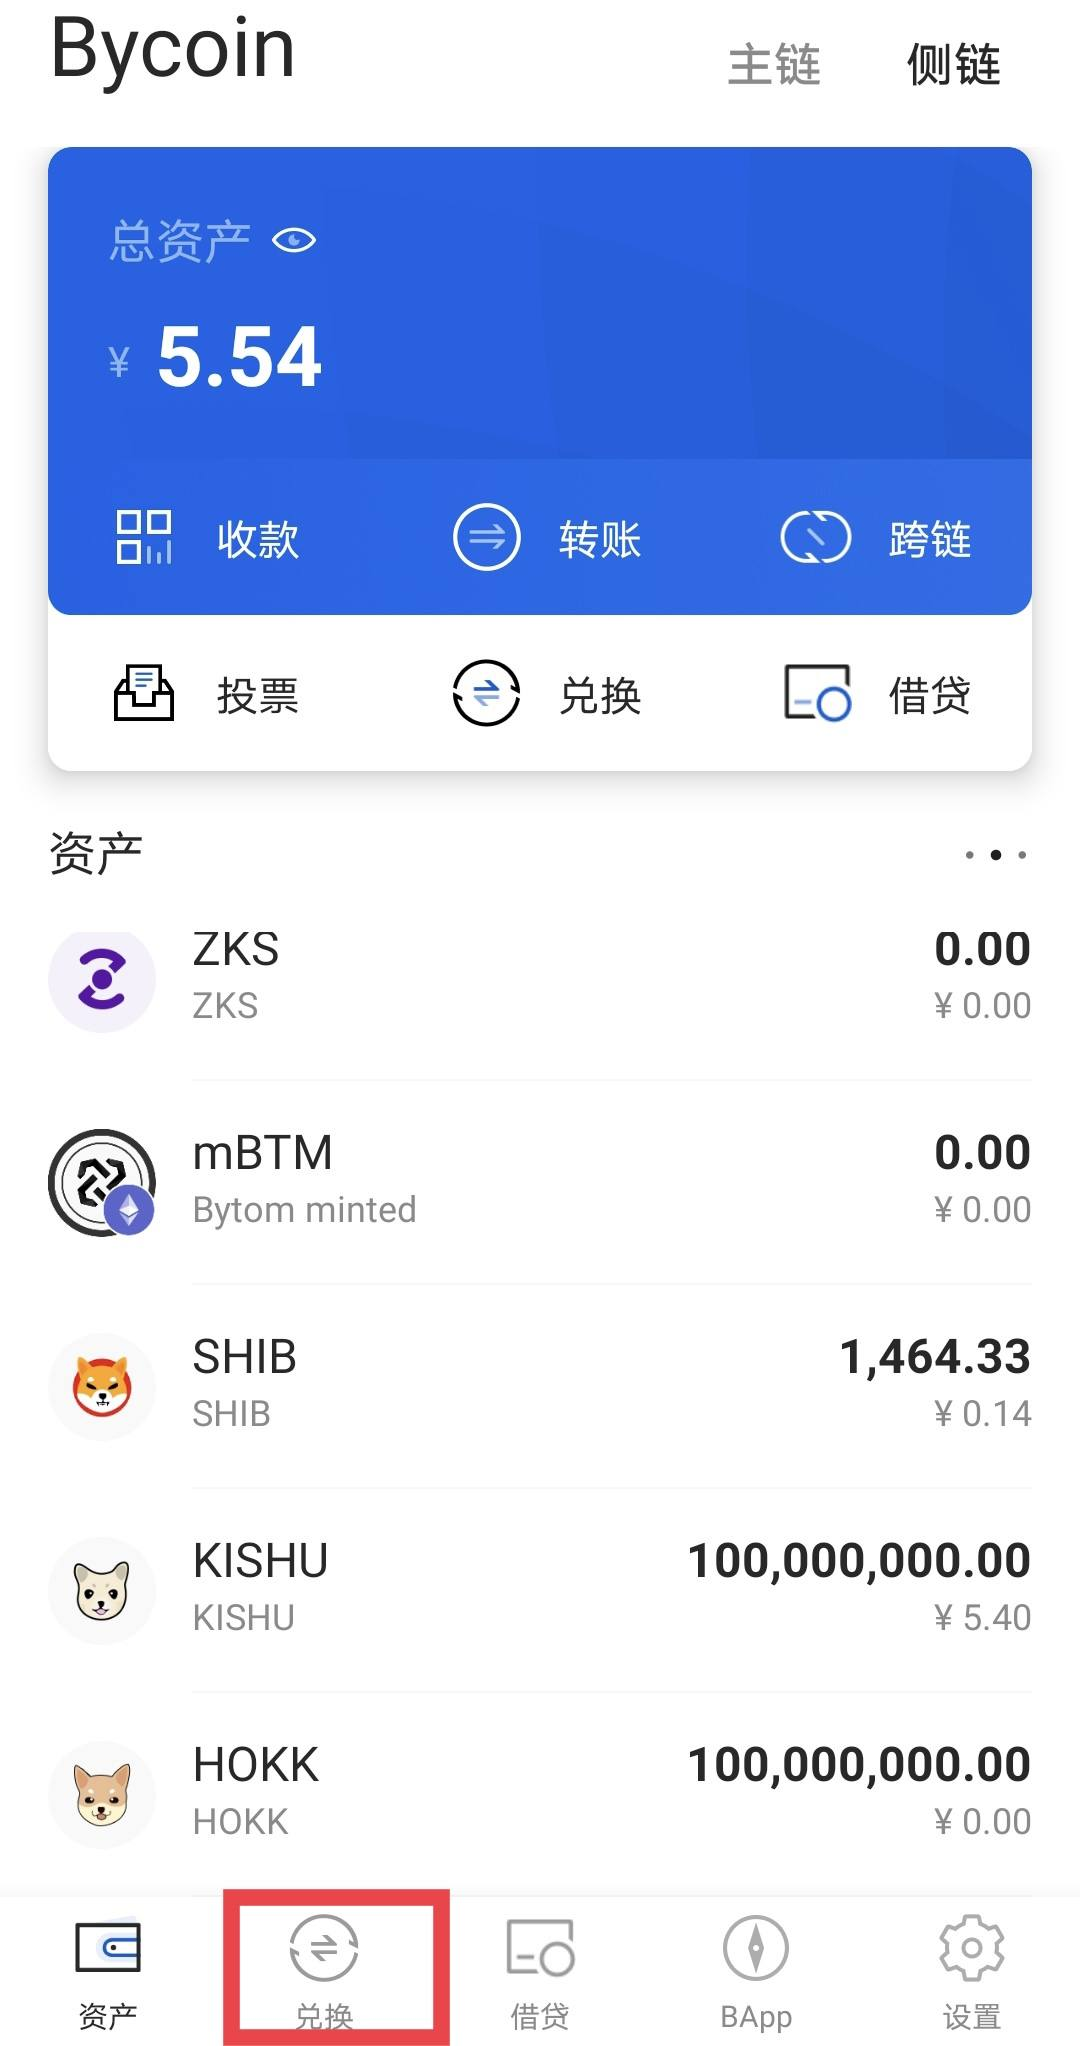 Bycoin
主链 侧链
总资产
¥ 5.54
收款 转账 跨链
投票 兑换 借贷
资产
ZKS 0.00
ZKS ¥ 0.00
mBTM 0.00
Bytom minted ¥ 0.00
SHIB 1,464.33
SHIB ¥ 0.14
KISHU 100,000,000.00
KISHU ¥ 5.40
HOKK 100,000,000.00
HOKK ¥ 0.00
资产 兑换 借贷 BApp 设置